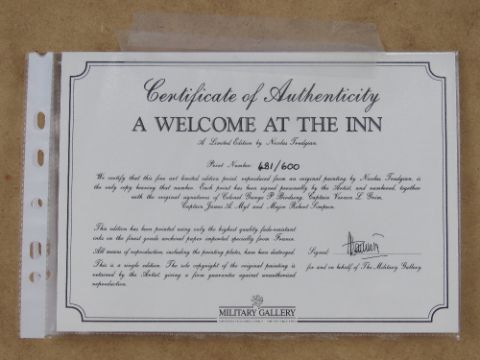 Certificate of Authenticity
A WELCOME AT THE INN
A Limited Edition by Nicolas Trudgian
Print Number 481/600
We certify that this fine art limited edition print, reproduced from an original painting by Nicolas Trudgian, is
the only copy bearing that number. Each print has been signed personally by the Artist, and numbered, together
with the original signatures of Colonel George P. Birdsong, Captain Vernon L. Grim,
Captain James A. Myl and Major Robert Simpson.
This edition has been printed using only the highest quality fade-resistant
inks on the finest goode archival paper imported specially from France.
All means of reproduction, including the printing plates, have been destroyed.
This is a single edition. The sole copyright of the original painting is
retained by the Artist, giving a firm guarantee against unauthorised
reproduction.
Signed
for and on behalf of The Military Gallery.
MILITARY GALLERY